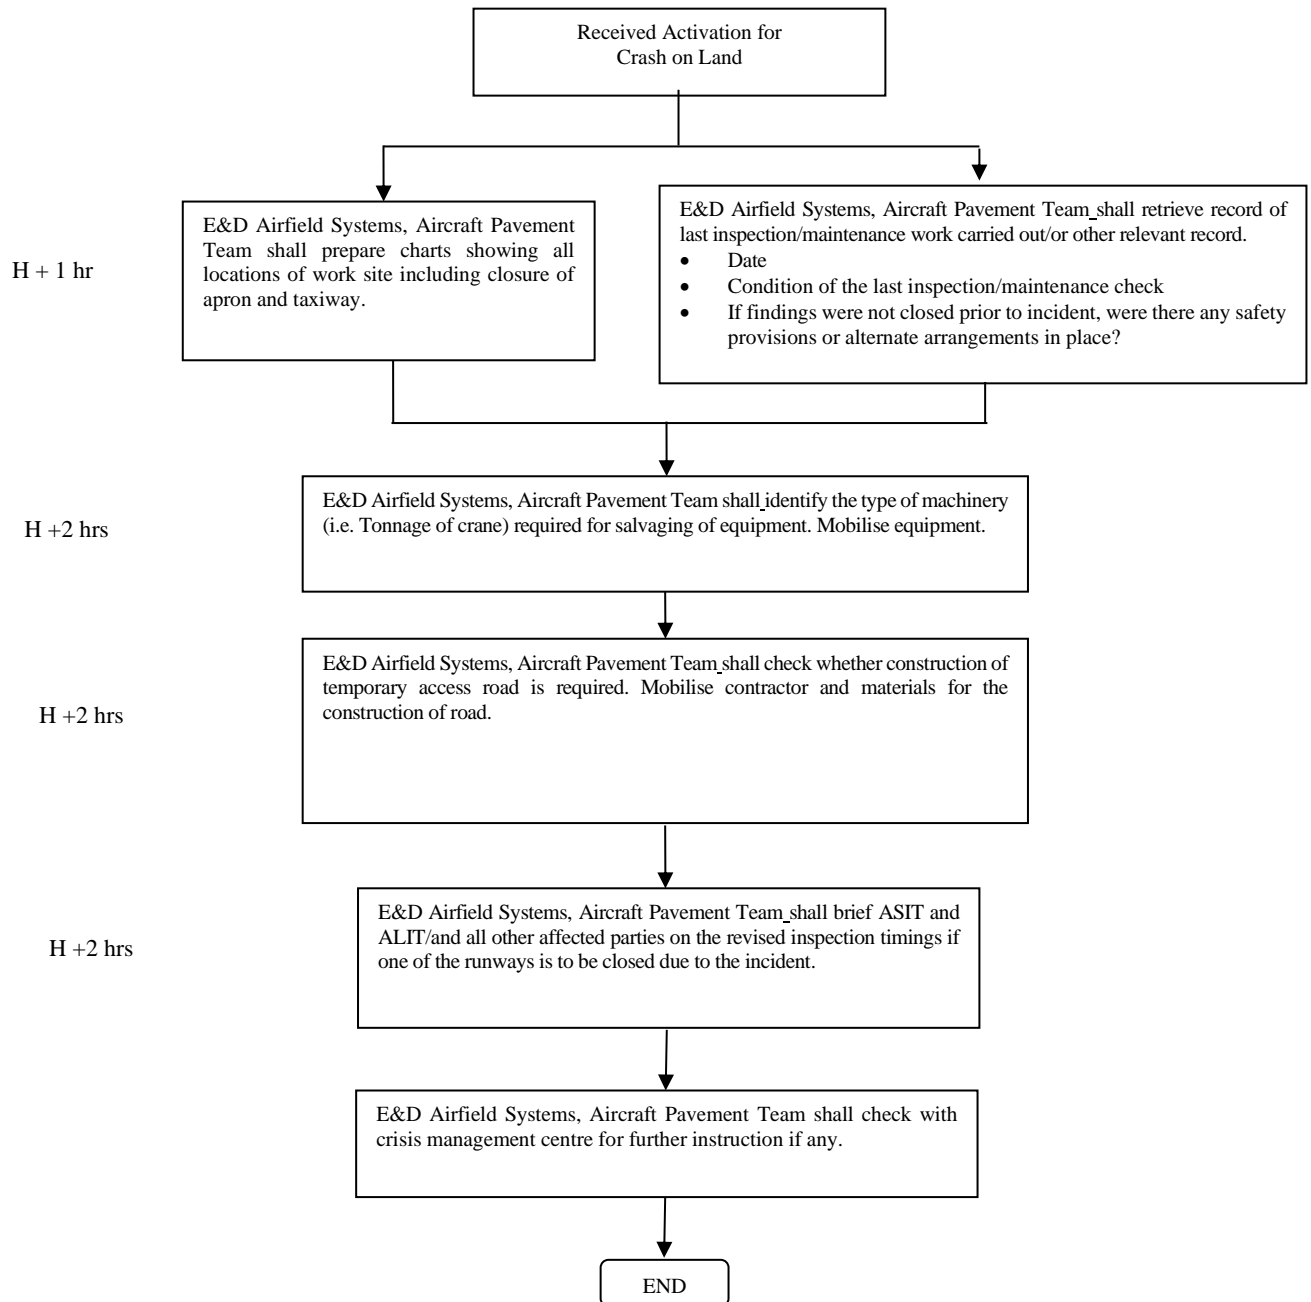 Received Activation for
Crash on Land
H + 1 hr
E&D Airfield Systems, Aircraft Pavement
Team shall prepare charts showing all
locations of work site including closure of
apron and taxiway.
E&D Airfield Systems, Aircraft Pavement Team shall retrieve record of
last inspection/maintenance work carried out/or other relevant record.
• Date
• Condition of the last inspection/maintenance check
• If findings were not closed prior to incident, were there any safety
provisions or alternate arrangements in place?
H +2 hrs
E&D Airfield Systems, Aircraft Pavement Team shall identify the type of machinery
(i.e. Tonnage of crane) required for salvaging of equipment. Mobilise equipment.
H +2 hrs
E&D Airfield Systems, Aircraft Pavement Team shall check whether construction of
temporary access road is required. Mobilise contractor and materials for the
construction of road.
H +2 hrs
E&D Airfield Systems, Aircraft Pavement Team shall brief ASIT and
ALIT/and all other affected parties on the revised inspection timings if
one of the runways is to be closed due to the incident.
E&D Airfield Systems, Aircraft Pavement Team shall check with
crisis management centre for further instruction if any.
END